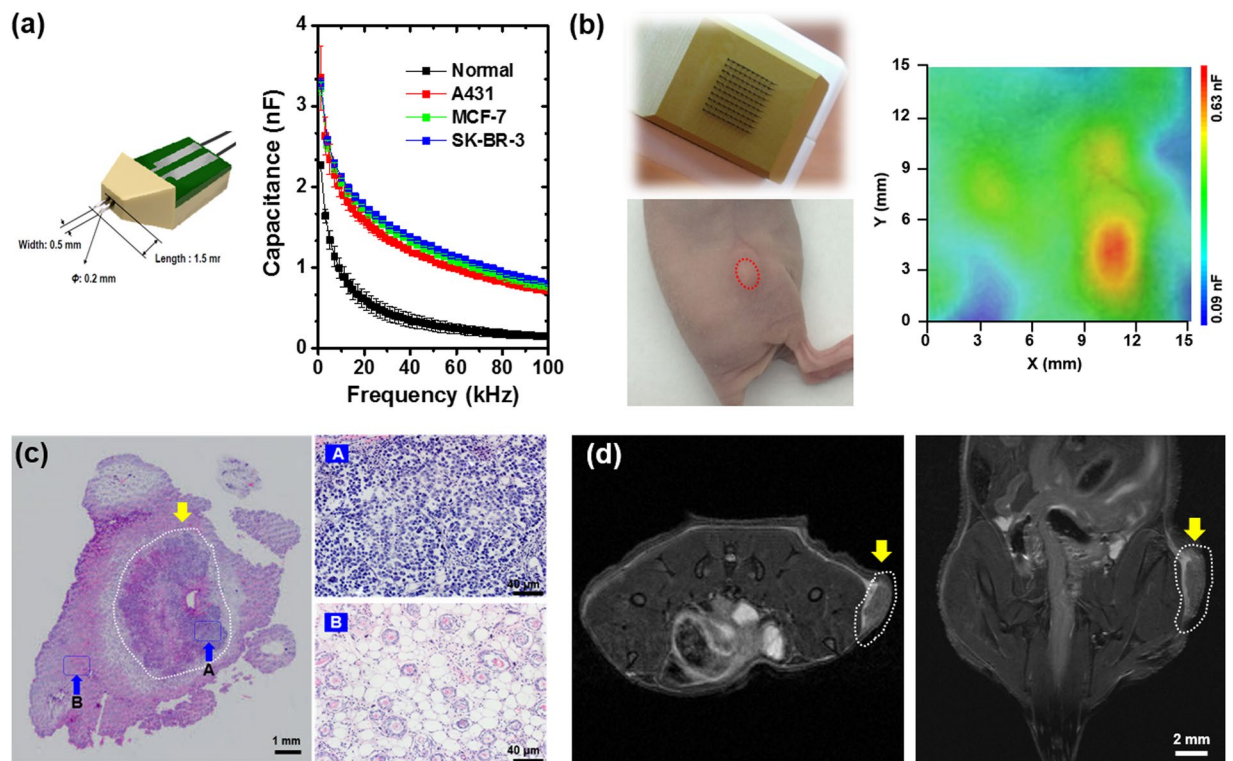 (a)
Width: 0.5 mm
Φ: 0.2 mm
Length : 1.5 mr
Capacitance (nF)
4
3
2
1
0
Normal
A431
MCF-7
SK-BR-3
0 20 40 60 80 100
Frequency (kHz)
(b)
Y (mm)
15
12
9
6
3
0
0 3 6 9 12 15
X (mm)
0.63 nF
0.09 nF
(c)
A
B
1 mm
A
40 μm
B
40 μm
(d)
2 mm